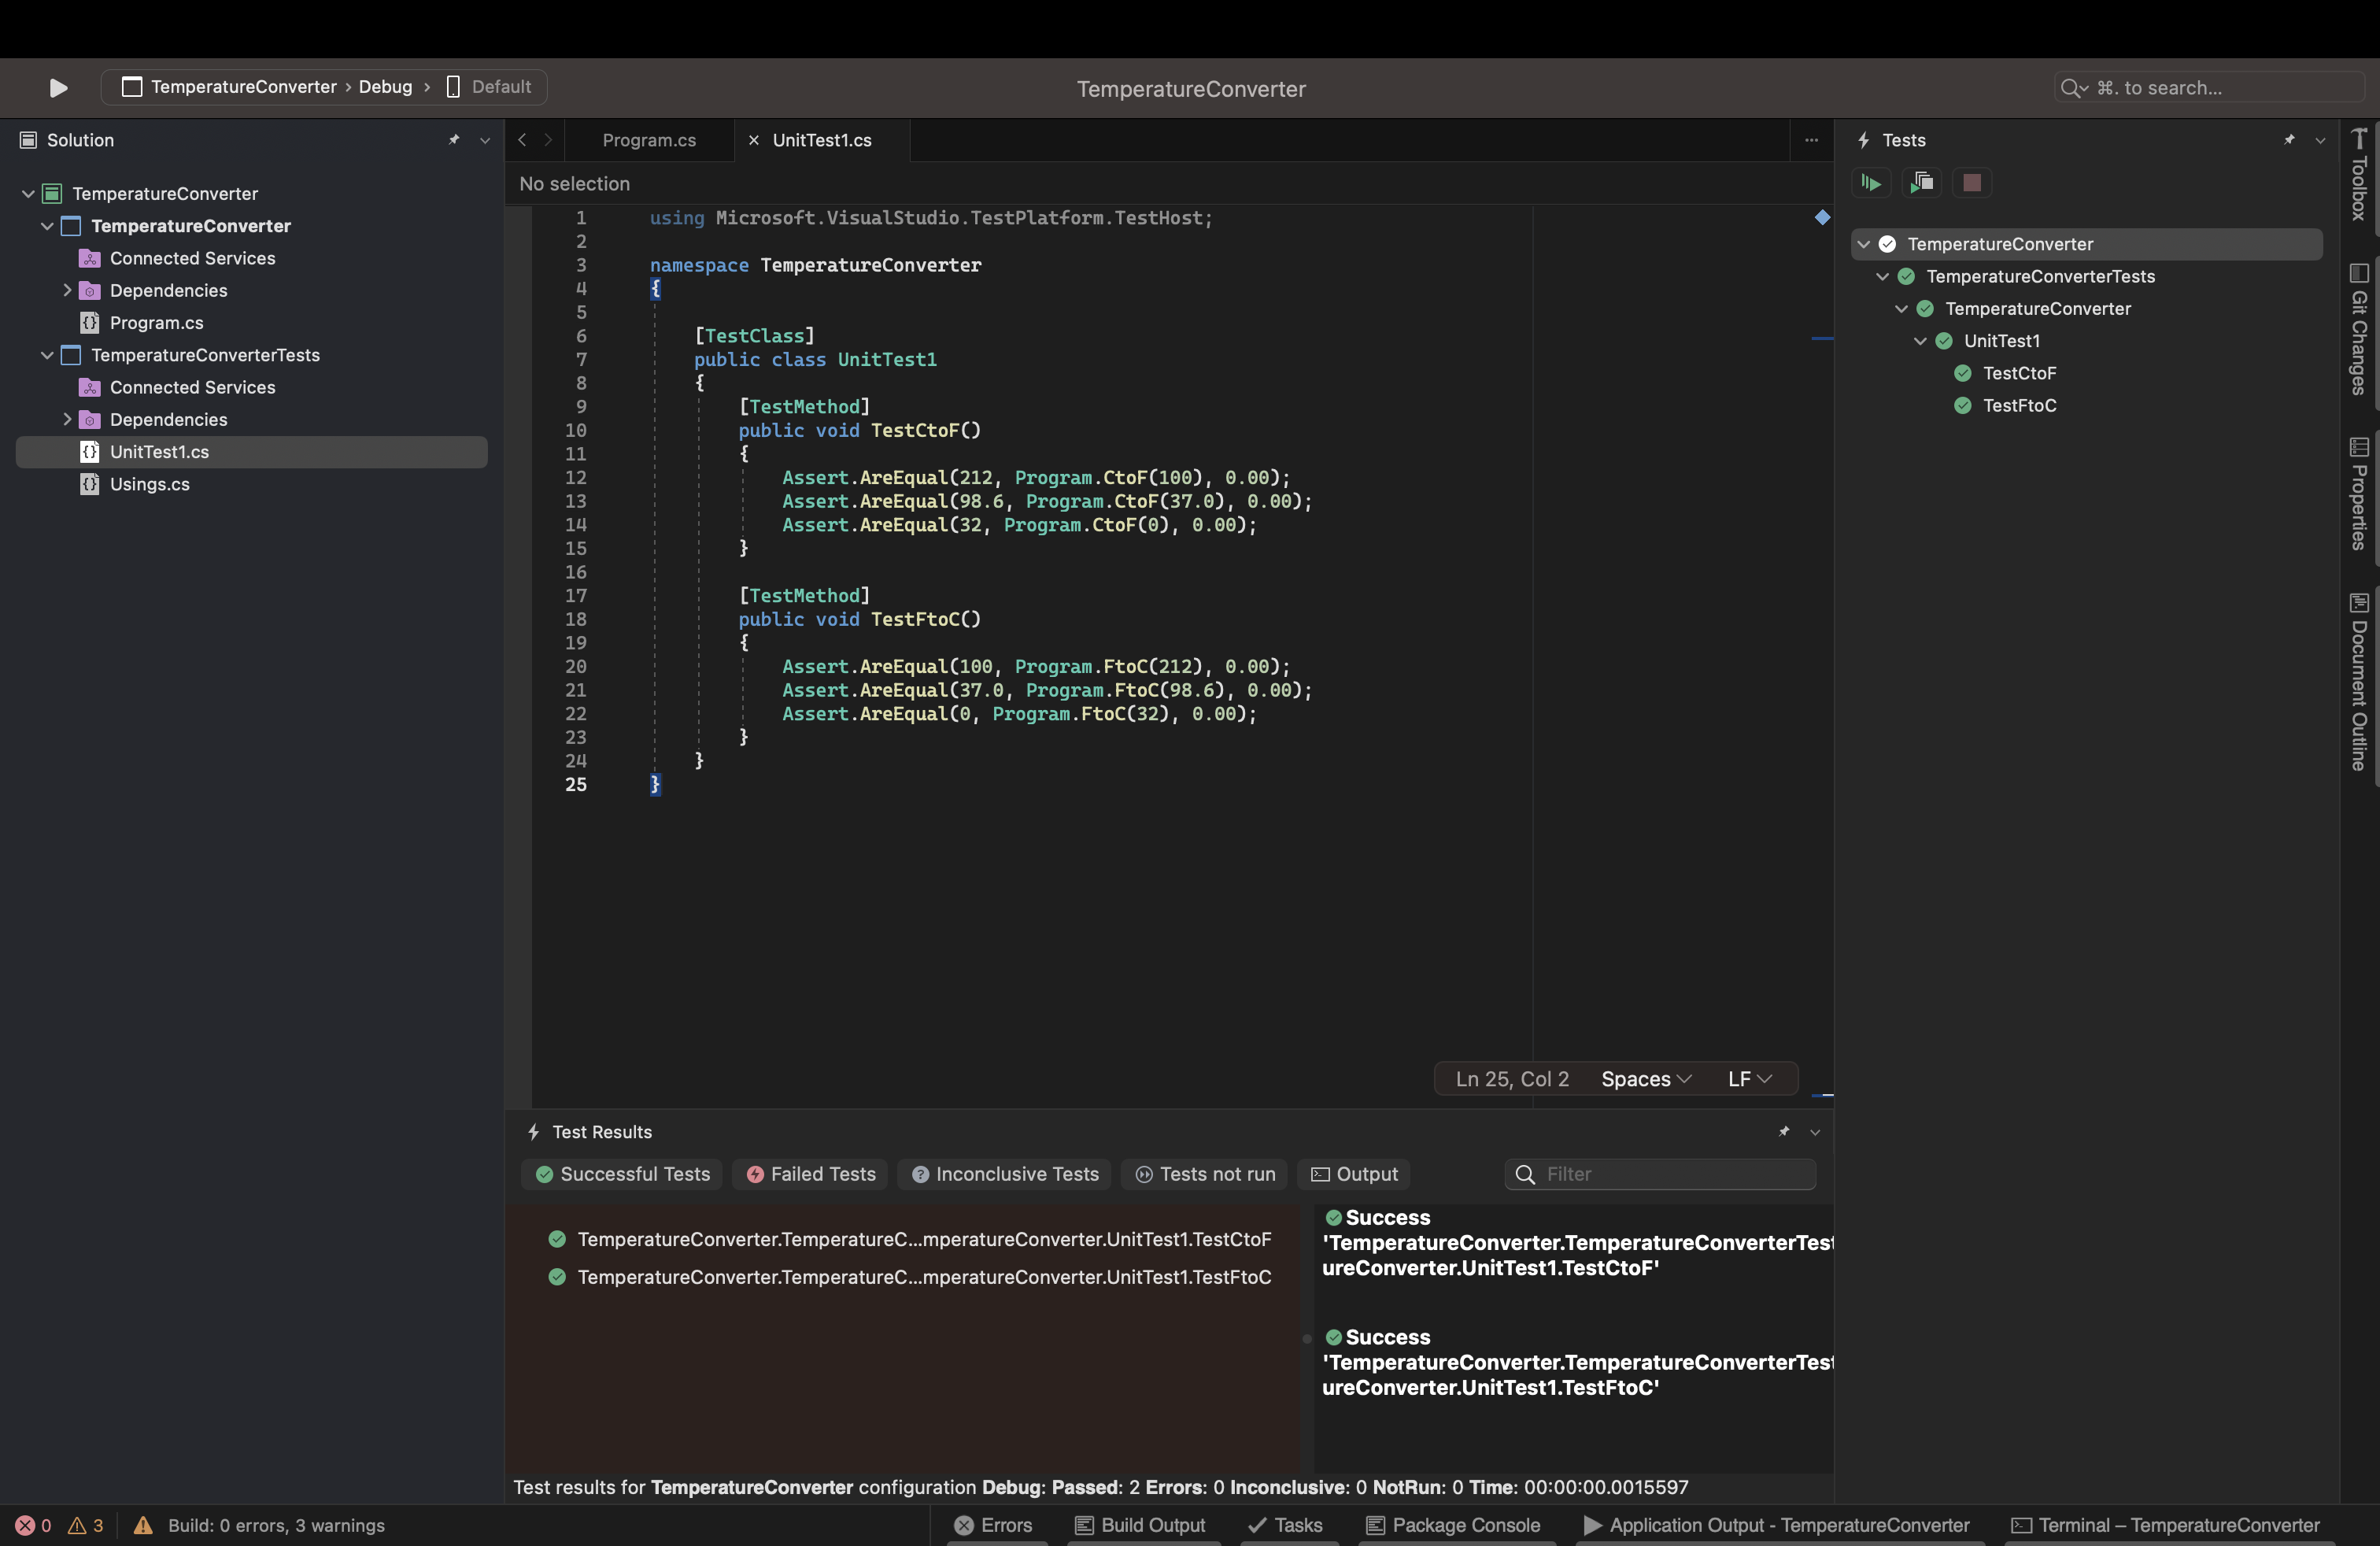 TemperatureConverter › Debug › Default
TemperatureConverter
⌘. to search...
Solution
TemperatureConverter
TemperatureConverter
Connected Services
Dependencies
Program.cs
TemperatureConverterTests
Connected Services
Dependencies
UnitTest1.cs
Usings.cs
Program.cs
UnitTest1.cs
No selection
1 using Microsoft.VisualStudio.TestPlatform.TestHost;
2
3 namespace TemperatureConverter
4 {
5
6 [TestClass]
7 public class UnitTest1
8 {
9 [TestMethod]
10 public void TestCtoF()
11 {
12 Assert.AreEqual(212, Program.CtoF(100), 0.00);
13 Assert.AreEqual(98.6, Program.CtoF(37.0), 0.00);
14 Assert.AreEqual(32, Program.CtoF(0), 0.00);
15 }
16
17 [TestMethod]
18 public void TestFtoC()
19 {
20 Assert.AreEqual(100, Program.FtoC(212), 0.00);
21 Assert.AreEqual(37.0, Program.FtoC(98.6), 0.00);
22 Assert.AreEqual(0, Program.FtoC(32), 0.00);
23 }
24 }
25 }
Ln 25, Col 2 Spaces LF
Test Results
Successful Tests Failed Tests Inconclusive Tests Tests not run Output Filter
TemperatureConverter.TemperatureC...mperatureConverter.UnitTest1.TestCtoF
TemperatureConverter.TemperatureC...mperatureConverter.UnitTest1.TestFtoC
Success
'TemperatureConverter.TemperatureConverterTest
ureConverter.UnitTest1.TestCtoF'
Success
'TemperatureConverter.TemperatureConverterTest
ureConverter.UnitTest1.TestFtoC'
Test results for TemperatureConverter configuration Debug: Passed: 2 Errors: 0 Inconclusive: 0 NotRun: 0 Time: 00:00:00.0015597
Tests
TemperatureConverter
TemperatureConverterTests
TemperatureConverter
UnitTest1
TestCtoF
TestFtoC
Toolbox
Git Changes
Properties
Document Outline
0 3 Build: 0 errors, 3 warnings
Errors Build Output Tasks Package Console Application Output - TemperatureConverter Terminal – TemperatureConverter